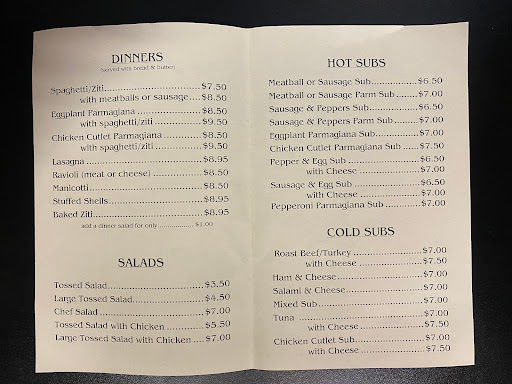 DINNERS
(served with bread & butter)
Spaghetti/Ziti.....$7.50
with meatballs or sausage.....$8.50
Eggplant Parmagiana.....$8.50
with spaghetti/ziti.....$9.50
Chicken Cutlet Parmagiana.....$8.50
with spaghetti/ziti.....$9.50
Lasagna.....$8.95
Ravioli (meat or cheese).....$8.50
Manicotti.....$8.50
Stuffed Shells.....$8.95
Baked Ziti.....$8.95
add a dinner salad for only.....$1.00
SALADS
Tossed Salad.....$3.50
Large Tossed Salad.....$4.50
Chef Salad.....$7.00
Tossed Salad with Chicken.....$5.50
Large Tossed Salad with Chicken.....$7.00
HOT SUBS
Meatball or Sausage Sub.....$6.50
Meatball or Sausage Parm Sub.....$7.00
Sausage & Peppers Sub.....$6.50
Sausage & Peppers Parm Sub.....$7.00
Eggplant Parmigiana Sub.....$7.00
Chicken Cutlet Parmigiana Sub.....$7.50
Pepper & Egg Sub.....$6.50
with Cheese.....$7.00
Sausage & Egg Sub.....$6.50
with Cheese.....$7.00
Pepperoni Parmigiana Sub.....$7.00
COLD SUBS
Roast Beef/Turkey.....$7.00
with Cheese.....$7.50
Ham & Cheese.....$7.00
Salami & Cheese.....$7.00
Mixed Sub.....$7.00
Tuna.....$7.00
with Cheese.....$7.50
Chicken Cutlet Sub.....$7.00
with Cheese.....$7.50